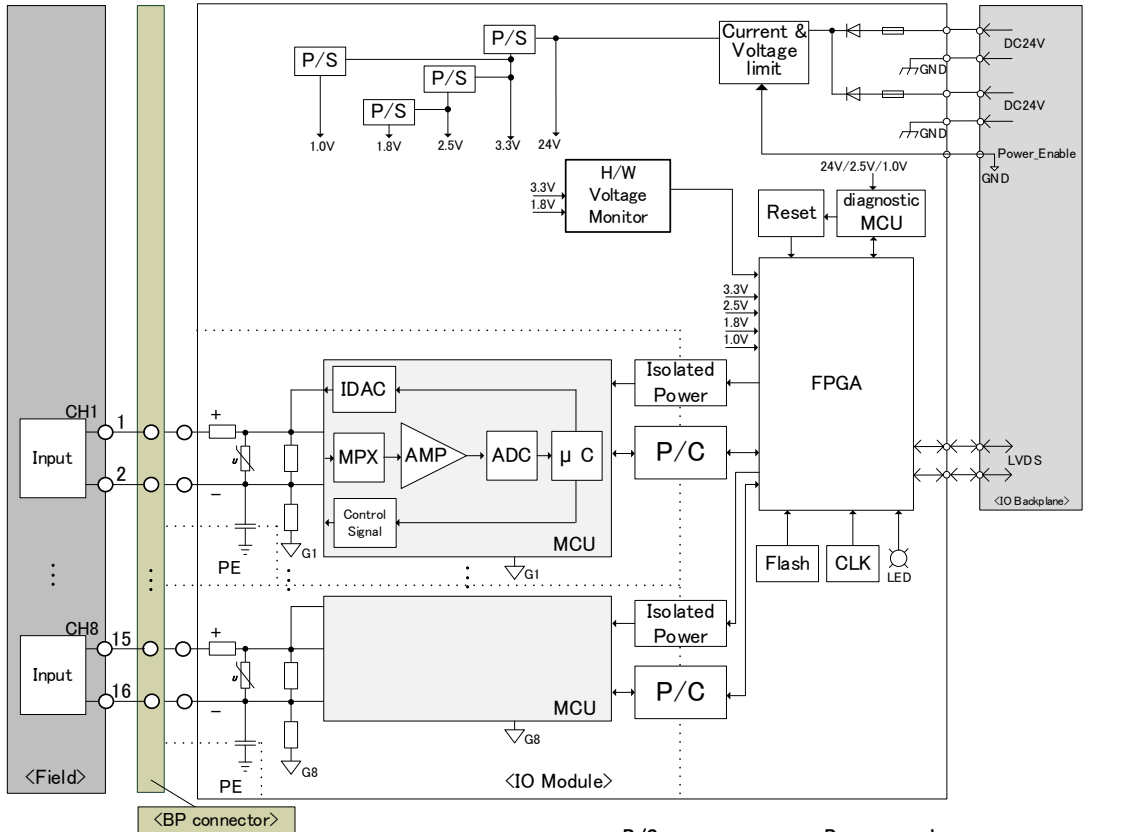 P/S
P/S
P/S
P/S
1.0V
1.8V
2.5V
3.3V
24V
Current &
Voltage
limit
DC24V
GND
DC24V
GND
Power_Enable
GND
H/W
Voltage
Monitor
3.3V
1.8V
24V/2.5V/1.0V
Reset
diagnostic
MCU
3.3V
2.5V
1.8V
1.0V
FPGA
Isolated
Power
P/C
LVDS
<IO Backplane>
Flash
CLK
LED
CH1
1
2
Input
+
−
u
PE
G1
IDAC
MPX
AMP
ADC
μ C
Control
Signal
MCU
G1
CH8
15
16
Input
+
−
u
PE
G8
MCU
G8
Isolated
Power
P/C
<Field>
<IO Module>
<BP connector>